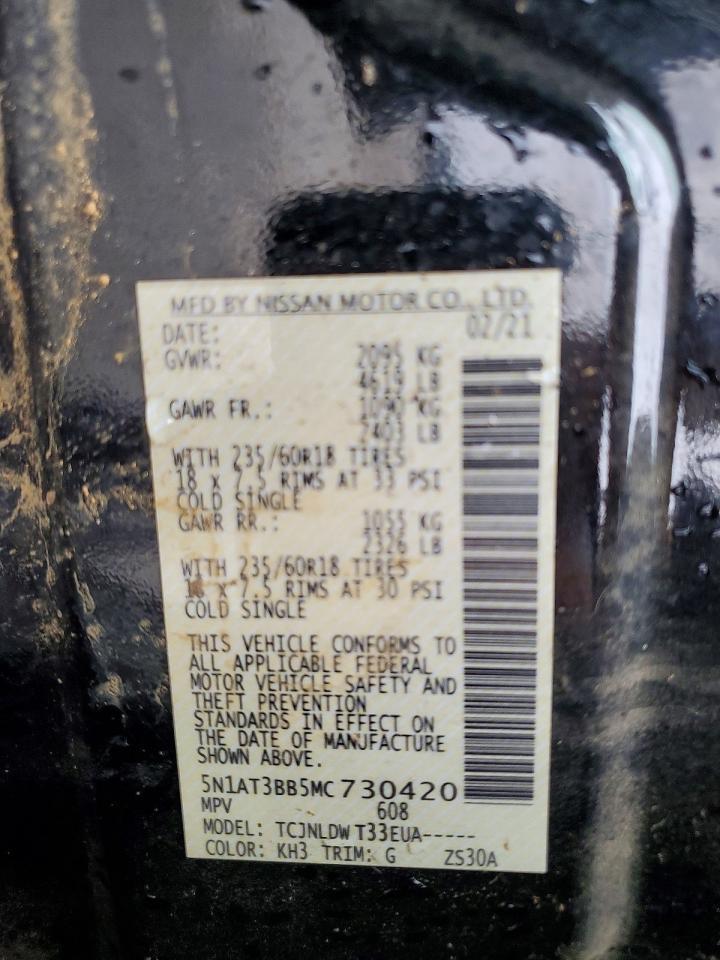 MFD BY NISSAN MOTOR CO., LTD.
DATE: 02/21
GVWR: 2095 KG
4619 LB
GAWR FR.: 1090 KG
2403 LB
WITH 235/60R18 TIRES
18 x 7.5 RIMS AT 33 PSI
COLD SINGLE
GAWR RR.: 1055 KG
2326 LB
WITH 235/60R18 TIRES
18 x 7.5 RIMS AT 30 PSI
COLD SINGLE
THIS VEHICLE CONFORMS TO
ALL APPLICABLE FEDERAL
MOTOR VEHICLE SAFETY AND
THEFT PREVENTION
STANDARDS IN EFFECT ON
THE DATE OF MANUFACTURE
SHOWN ABOVE.
5N1AT3BB5MC730420
MPV 608
MODEL: TCJNLDW T33EUA-----
COLOR: KH3 TRIM: G ZS30A